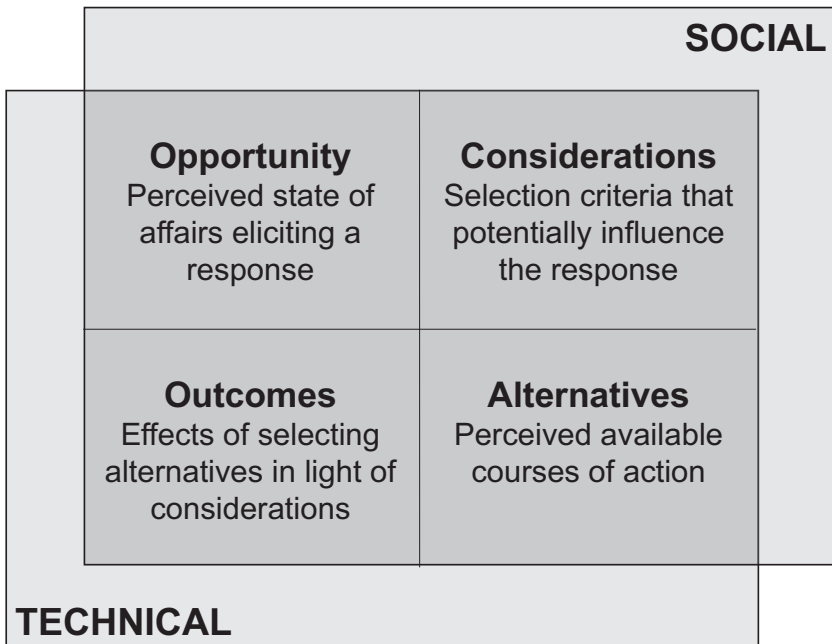 SOCIAL
Opportunity
Perceived state of
affairs eliciting a
response
Considerations
Selection criteria that
potentially influence
the response
Outcomes
Effects of selecting
alternatives in light of
considerations
Alternatives
Perceived available
courses of action
TECHNICAL